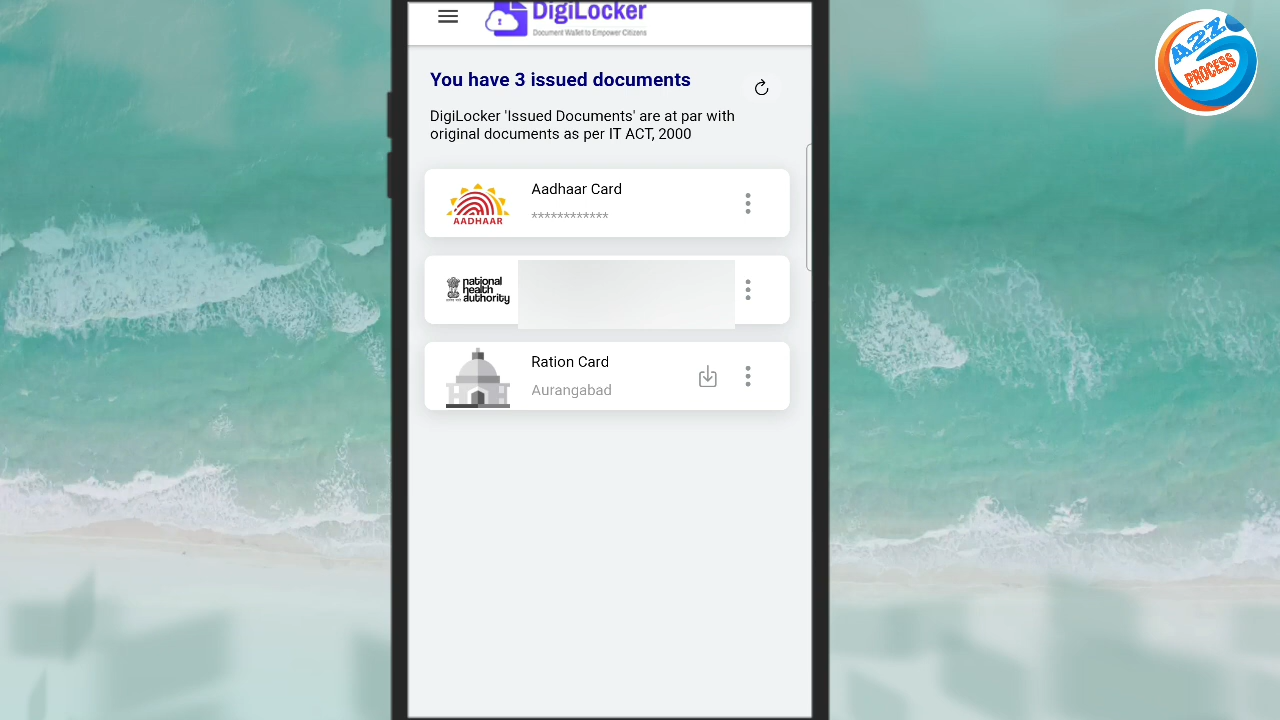 DigiLocker
Document Wallet to Empower Citizens
A2Z
PROCESS
You have 3 issued documents
DigiLocker 'Issued Documents' are at par with
original documents as per IT ACT, 2000
Aadhaar Card
************
AADHAAR
national
health
authority
Ration Card
Aurangabad